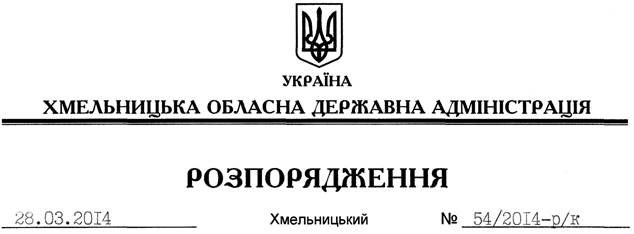 УКРАЇНА
ХМЕЛЬНИЦЬКА ОБЛАСНА ДЕРЖАВНА АДМІНІСТРАЦІЯ
РОЗПОРЯДЖЕННЯ
28.03.2014 Хмельницький № 54/2014-р/к